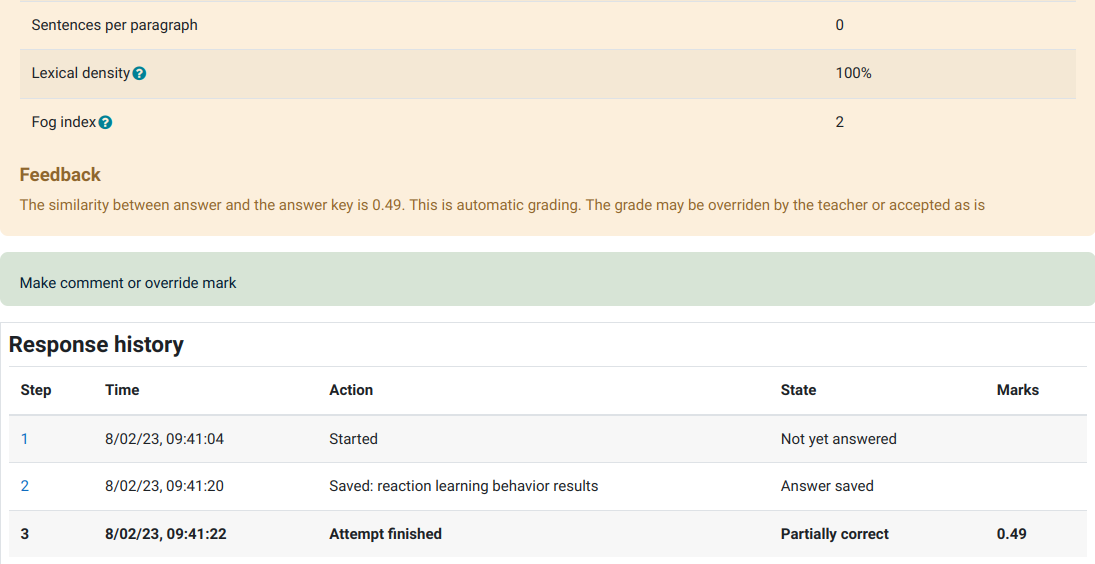 Sentences per paragraph 0
Lexical density ? 100%
Fog index ? 2
Feedback
The similarity between answer and the answer key is 0.49. This is automatic grading. The grade may be overriden by the teacher or accepted as is
Make comment or override mark
Response history
Step Time Action State Marks
1 8/02/23, 09:41:04 Started Not yet answered
2 8/02/23, 09:41:20 Saved: reaction learning behavior results Answer saved
3 8/02/23, 09:41:22 Attempt finished Partially correct 0.49